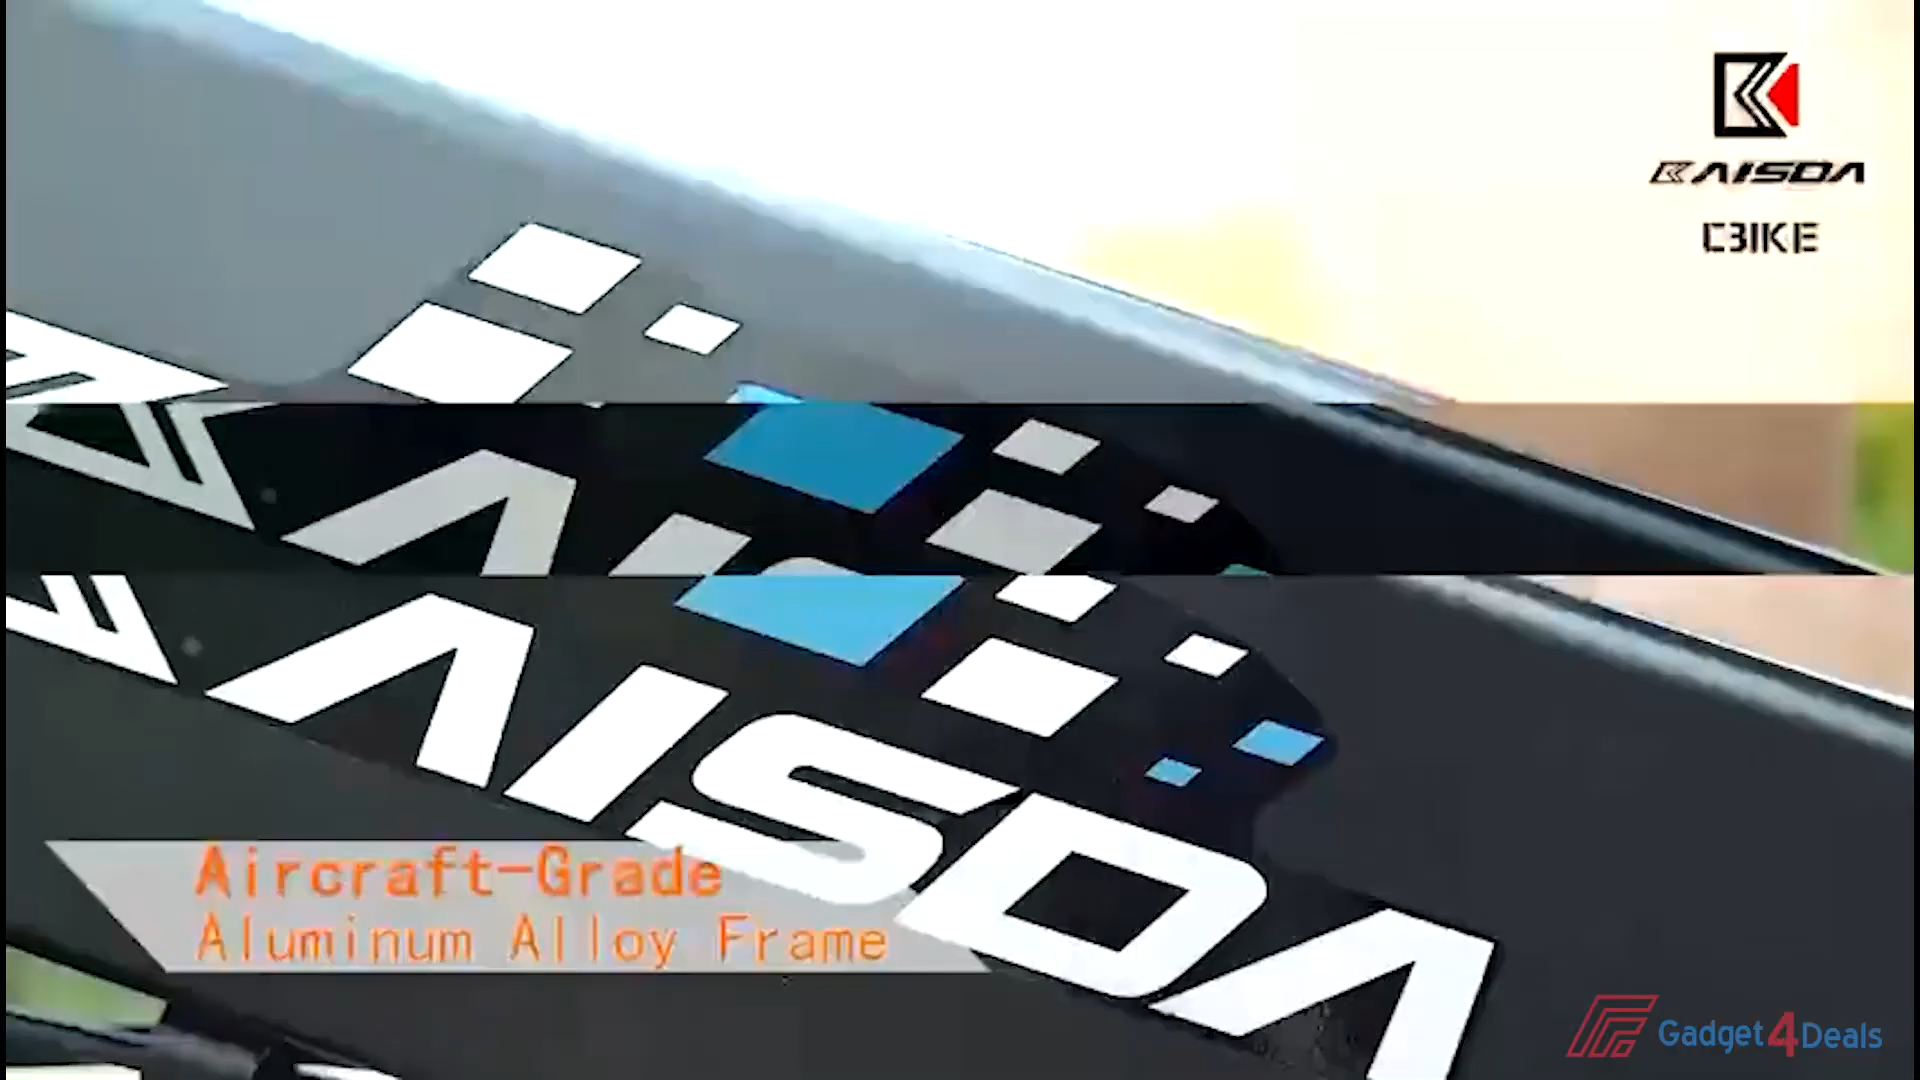 KAISDA
CBIKE
AISDA
Aircraft-Grade
Aluminum Alloy Frame
Gadget4Deals